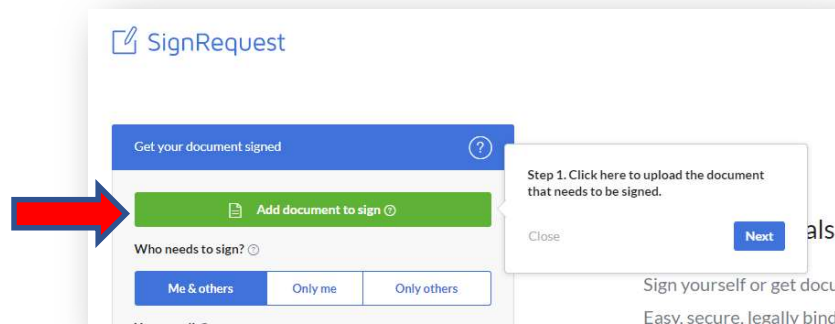 SignRequest
Get your document signed
Step 1. Click here to upload the document
that needs to be signed.
Add document to sign
Close
Next
als
Who needs to sign?
Me & others
Only me
Only others
Sign yourself or get docu
Easy, secure, legally bind